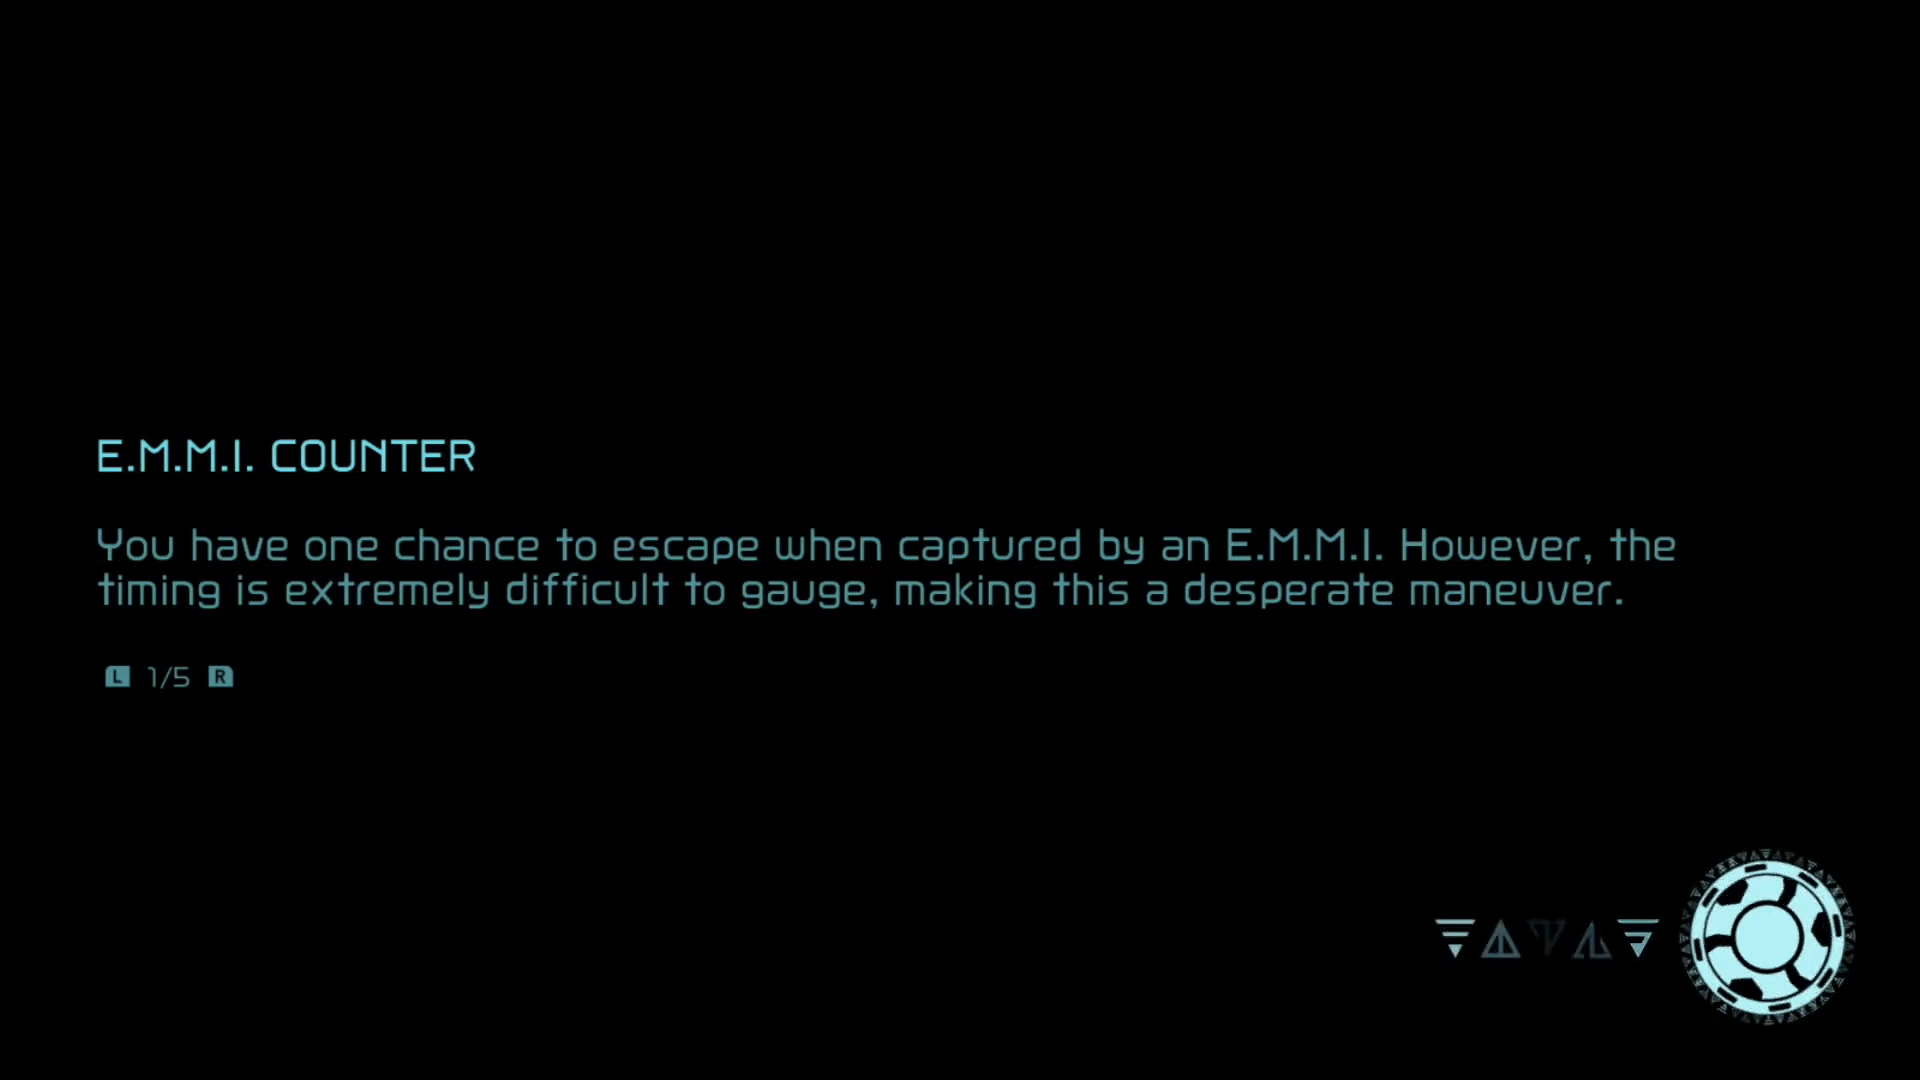 E.M.M.I. COUNTER
You have one chance to escape when captured by an E.M.M.I. However, the
timing is extremely difficult to gauge, making this a desperate maneuver.
L 1/5 R